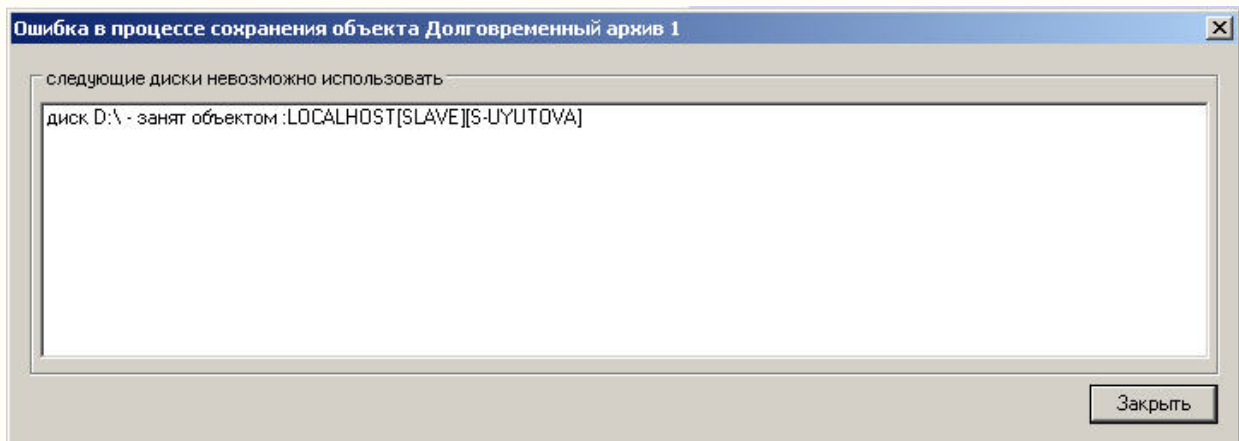 Ошибка в процессе сохранения объекта Долговременный архив 1
следующие диски невозможно использовать
диск D:\ - занят объектом :LOCALHOST[SLAVE][S-UYUTOVA]
Закрыть